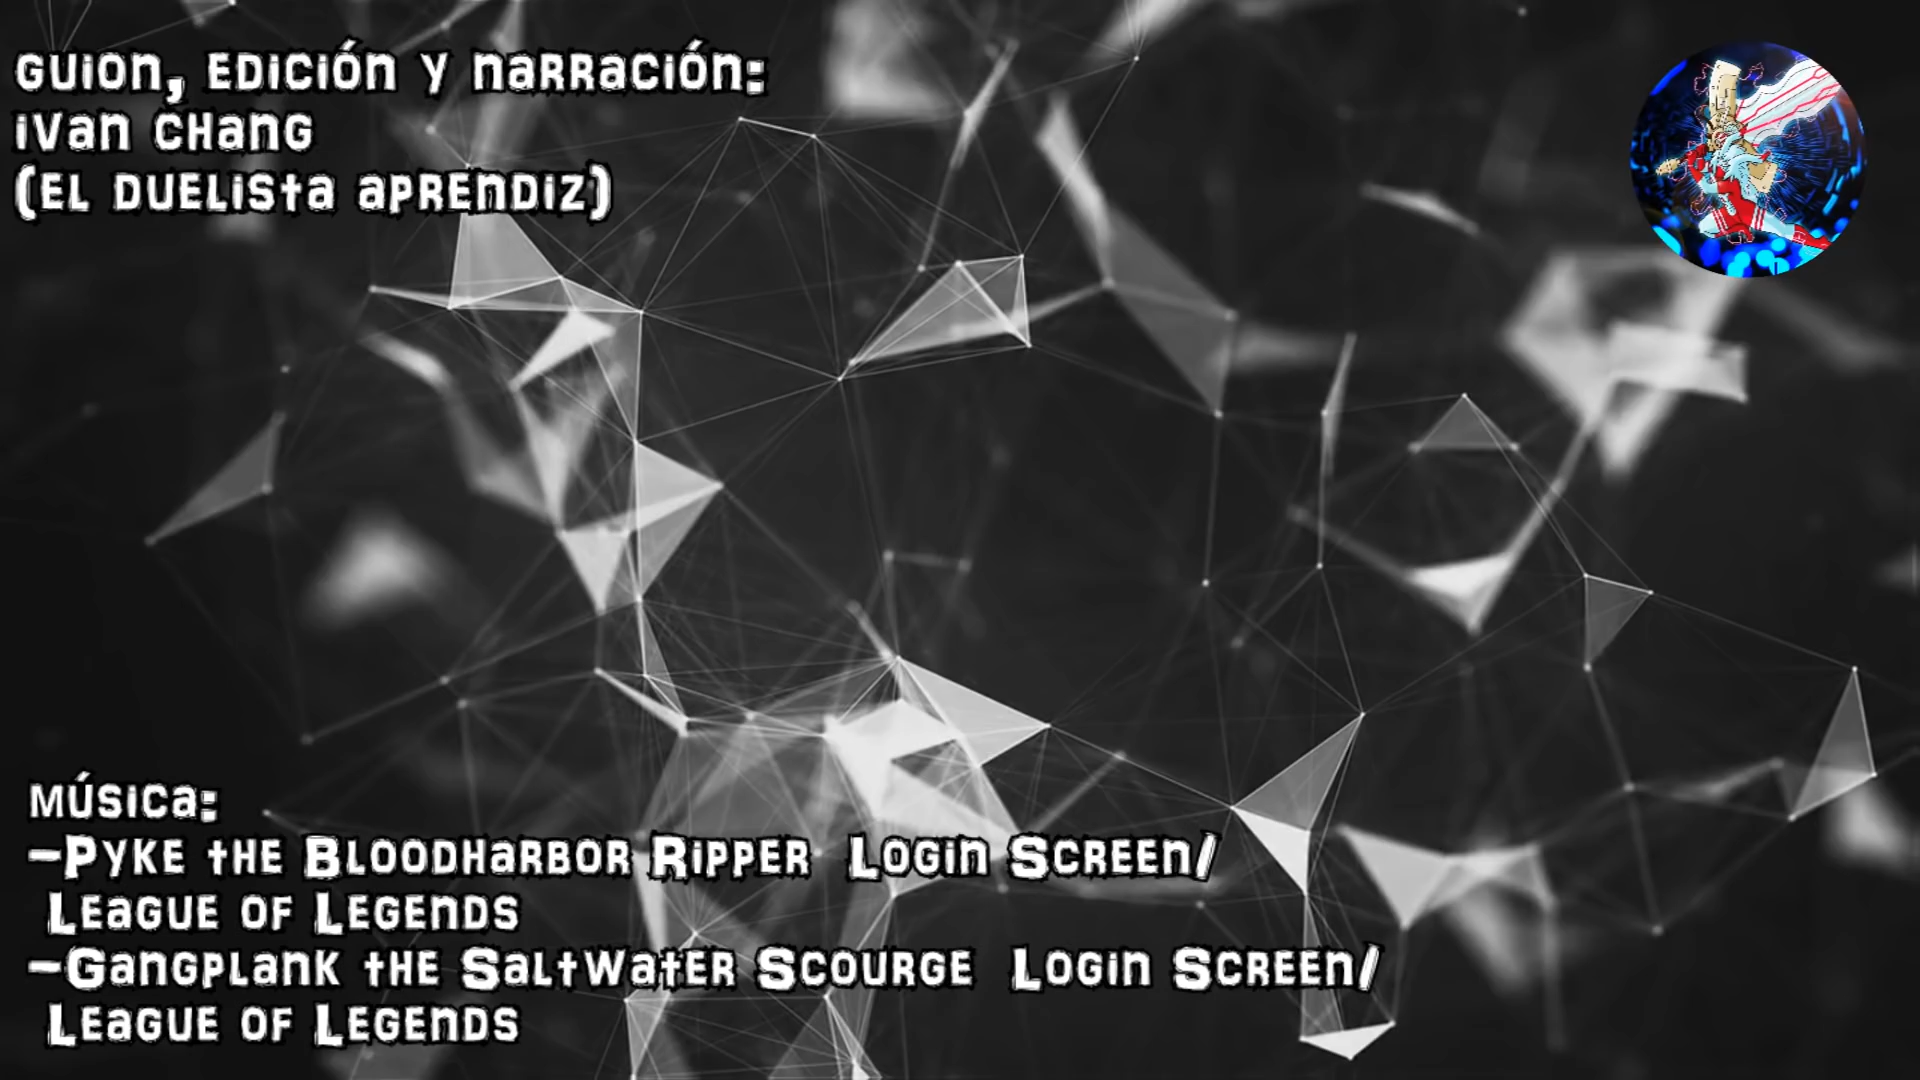 Guion, Edición y narración:
Ivan Chang
(El duelista aprendiz)
Música:
-Pyke the Bloodharbor Ripper Login Screen/
League of Legends
-Gangplank the Saltwater Scourge Login Screen/
League of Legends